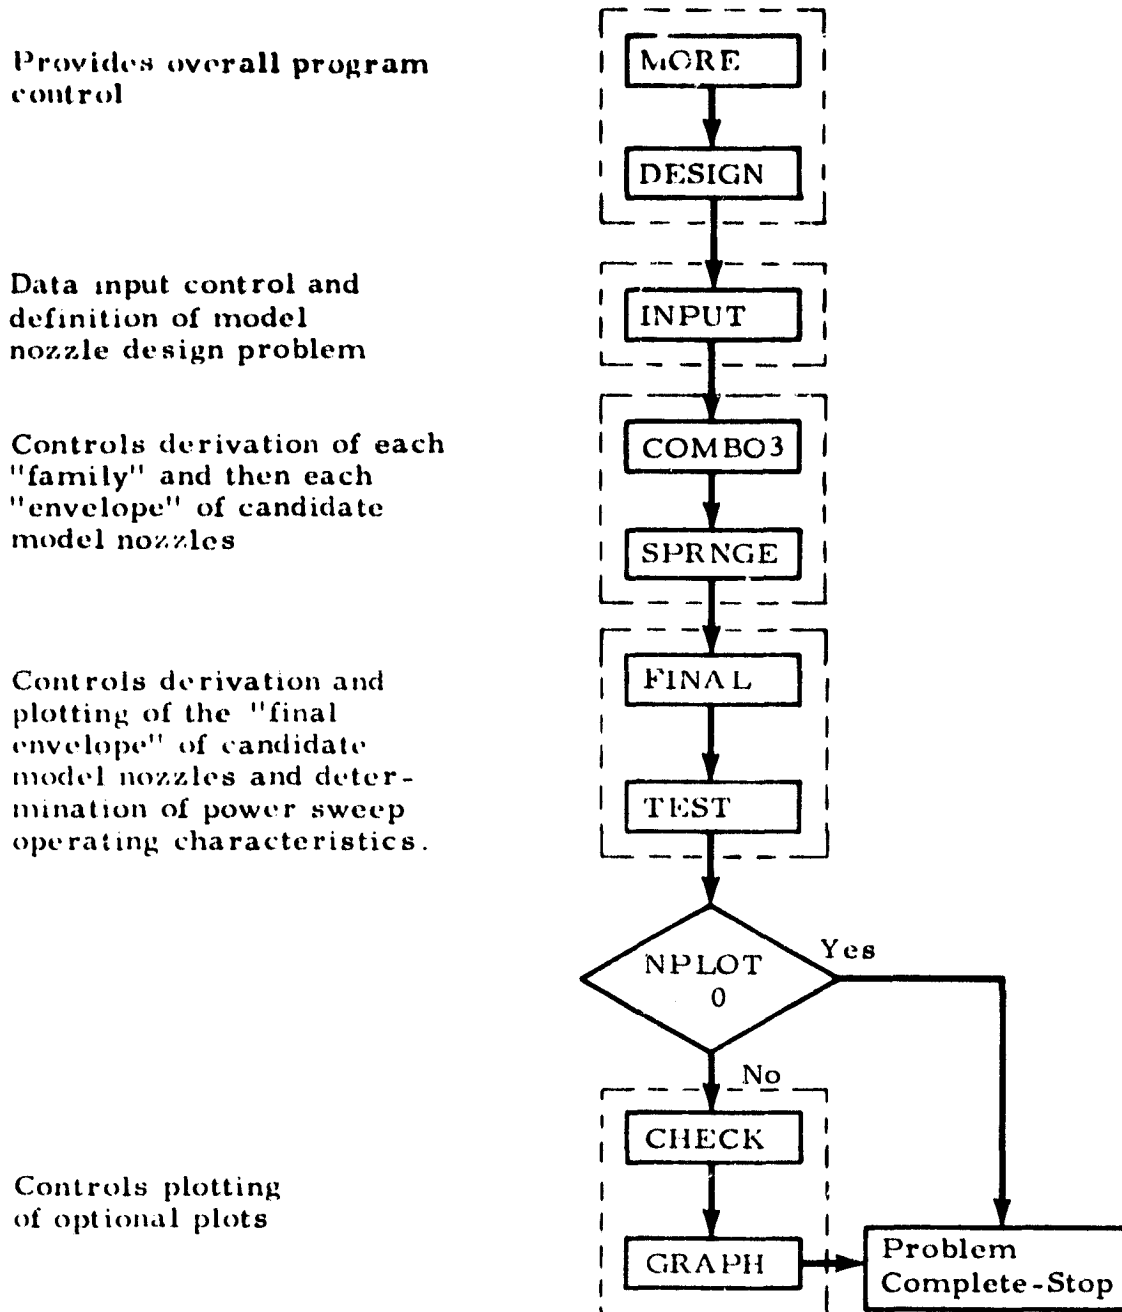 Provides overall program
control
MORE
DESIGN
Data input control and
definition of model
nozzle design problem
INPUT
Controls derivation of each
"family" and then each
"envelope" of candidate
model nozzles
COMBO3
SPRNGE
Controls derivation and
plotting of the "final
envelope" of candidate
model nozzles and deter-
mination of power sweep
operating characteristics.
FINAL
TEST
NPLOT
0
Yes
No
Controls plotting
of optional plots
CHECK
GRAPH
Problem
Complete-Stop